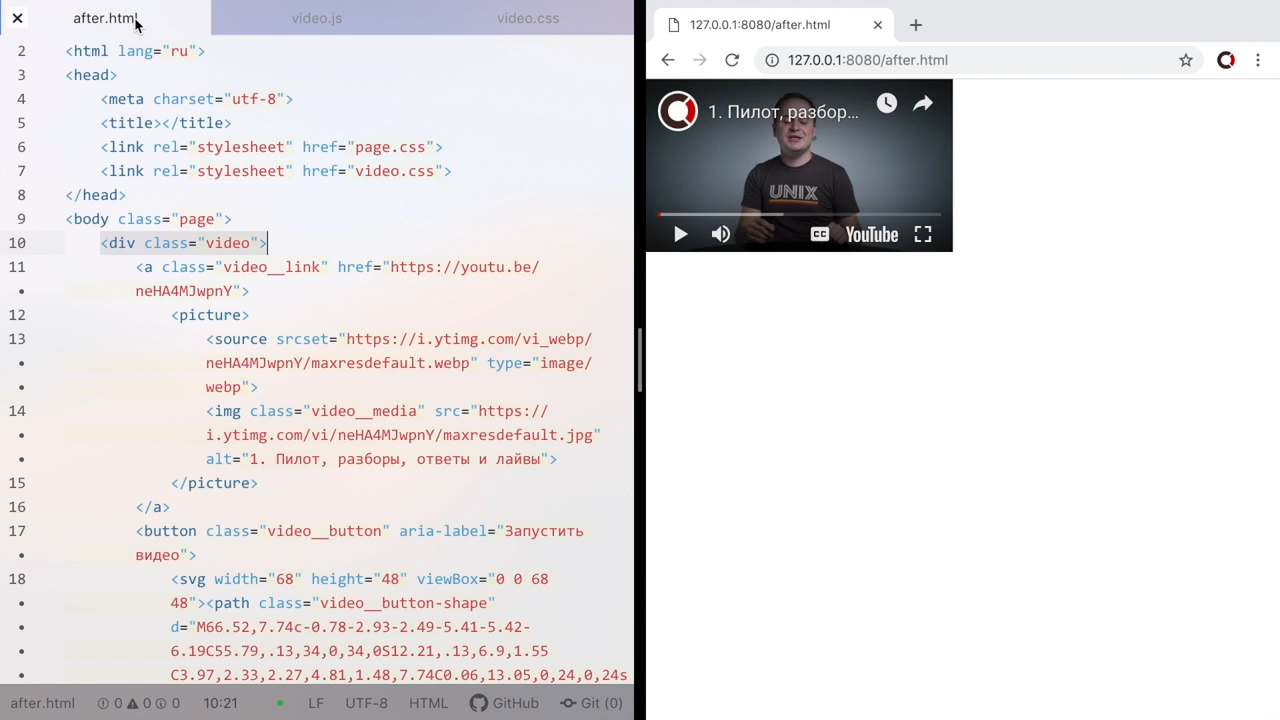 after.html
video.js
video.css
2 <html lang="ru">
3 <head>
4 <meta charset="utf-8">
5 <title></title>
6 <link rel="stylesheet" href="page.css">
7 <link rel="stylesheet" href="video.css">
8 </head>
9 <body class="page">
10 <div class="video">
11 <a class="video__link" href="https://youtu.be/
neHA4MJwpnY">
12 <picture>
13 <source srcset="https://i.ytimg.com/vi_webp/
neHA4MJwpnY/maxresdefault.webp" type="image/
webp">
14 <img class="video__media" src="https://
i.ytimg.com/vi/neHA4MJwpnY/maxresdefault.jpg"
alt="1. Пилот, разборы, ответы и лайвы">
15 </picture>
16 </a>
17 <button class="video__button" aria-label="Запустить
видео">
18 <svg width="68" height="48" viewBox="0 0 68
48"><path class="video__button-shape"
d="M66.52,7.74c-0.78-2.93-2.49-5.41-5.42-
6.19C55.79,.13,34,0,34,0S12.21,.13,6.9,1.55
C3.97,2.33,2.27,4.81,1.48,7.74C0.06,13.05,0,24,0,24s
after.html 0 0 0 10:21 LF UTF-8 HTML GitHub Git (0)
127.0.0.1:8080/after.html
127.0.0.1:8080/after.html
1. Пилот, разбор...
UNIX
CC YouTube